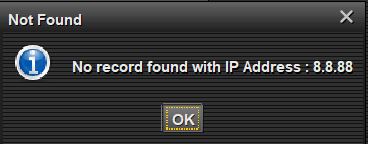 Not Found
No record found with IP Address : 8.8.88
OK